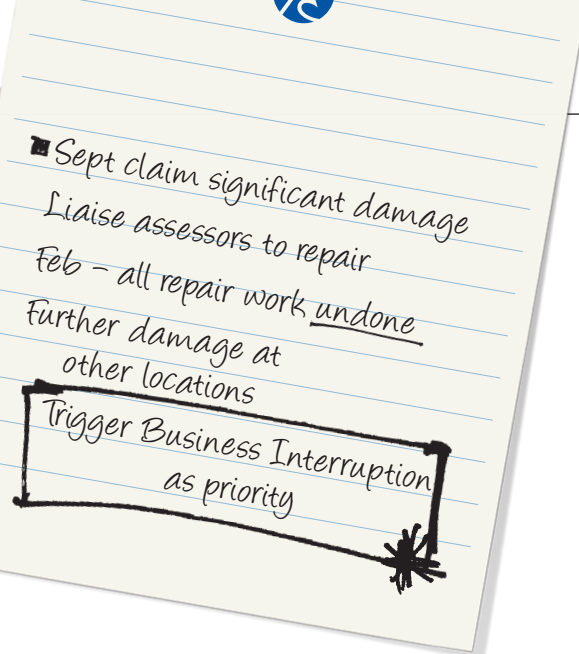 Sept claim significant damage
Liaise assessors to repair
Feb – all repair work undone
Further damage at
other locations
Trigger Business Interruption
as priority